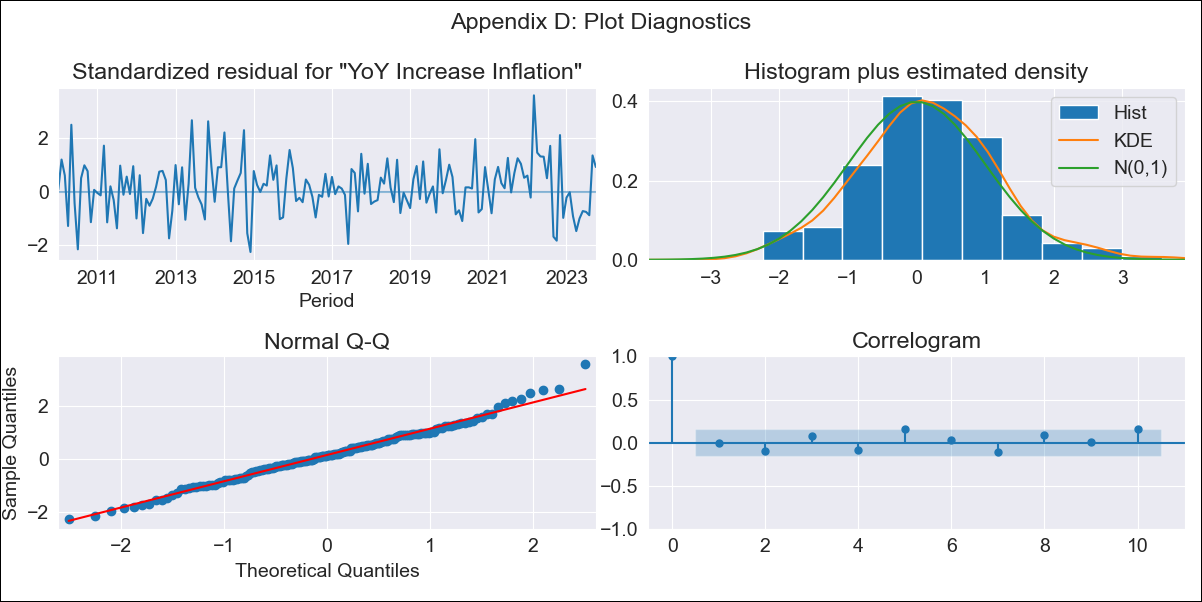 Appendix D: Plot Diagnostics
Standardized residual for "YoY Increase Inflation"
2
0
−2
2011 2013 2015 2017 2019 2021 2023
Period
Histogram plus estimated density
0.4
0.2
0.0
−3 −2 −1 0 1 2 3
Hist
KDE
N(0,1)
Normal Q-Q
Sample Quantiles
2
0
−2
−2 −1 0 1 2
Theoretical Quantiles
Correlogram
1.0
0.5
0.0
−0.5
−1.0
0 2 4 6 8 10